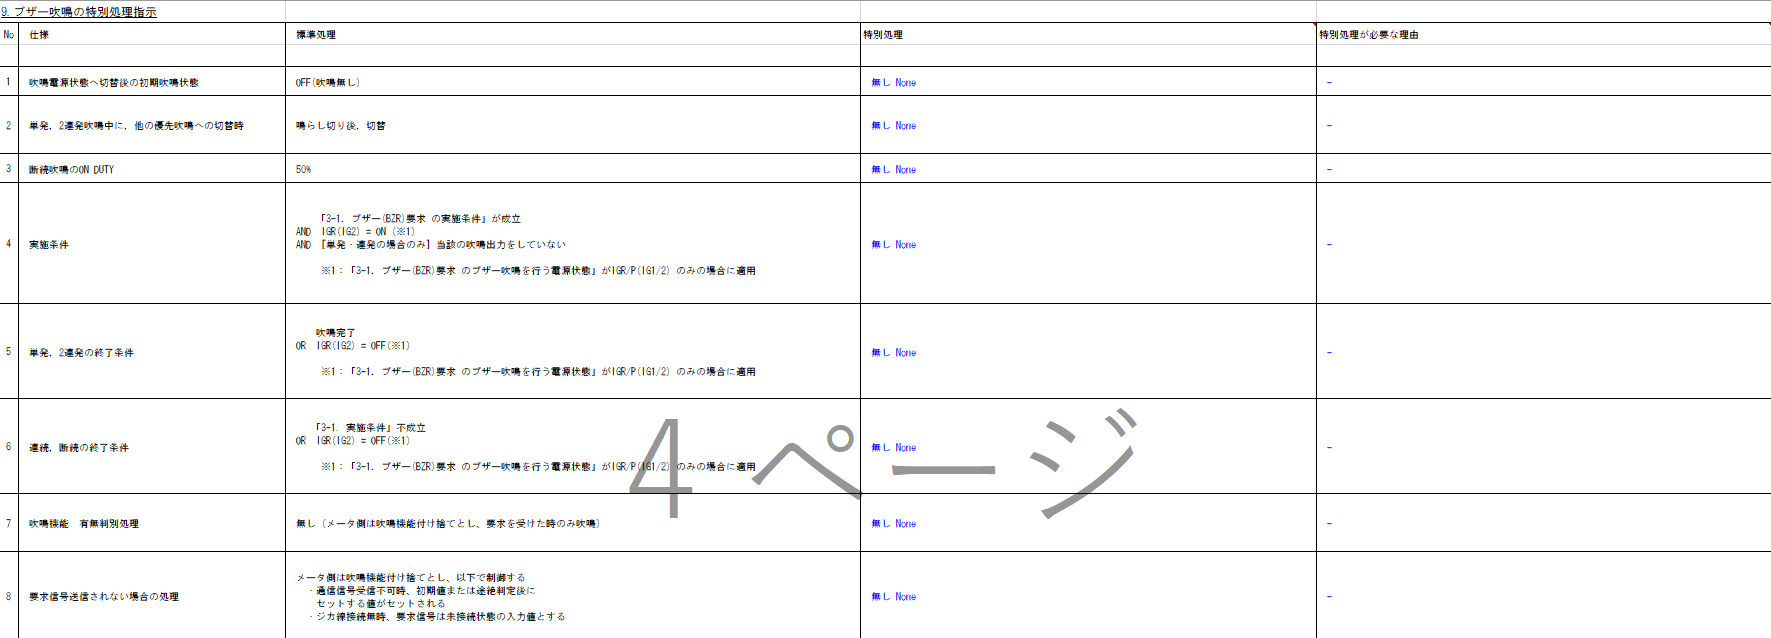 9. ブザー吹鳴の特別処理指示
No 仕様 標準処理 特別処理 特別処理が必要な理由
1 吹鳴電源状態へ切替後の初期吹鳴状態 OFF(吹鳴無し) 無し None -
2 単発, 2連発吹鳴中に, 他の優先吹鳴への切替時 鳴らし切り後, 切替 無し None -
3 断続吹鳴のON DUTY 50% 無し None -
4 実施条件 無し None -
「3-1. ブザー(BZR)要求 の実施条件」が成立
AND IGR(IG2) = ON (※1)
AND [単発・連発の場合のみ] 当該の吹鳴出力をしていない
※1:「3-1. ブザー(BZR)要求 のブザー吹鳴を行う電源状態」がIGR/P(IG1/2) のみの場合に適用
5 単発, 2連発の終了条件 無し None -
吹鳴完了
OR IGR(IG2) = OFF(※1)
※1:「3-1. ブザー(BZR)要求 のブザー吹鳴を行う電源状態」がIGR/P(IG1/2) のみの場合に適用
6 連続, 断続の終了条件 無し None -
「3-1. 実施条件」不成立
OR IGR(IG2) = OFF(※1)
※1:「3-1. ブザー(BZR)要求 のブザー吹鳴を行う電源状態」がIGR/P(IG1/2) のみの場合に適用
4 ページ
7 吹鳴機能 有無判別処理 無し (メータ側は吹鳴機能付け捨てとし、要求を受けた時のみ吹鳴) 無し None -
8 要求信号送信されない場合の処理 無し None -
メータ側は吹鳴機能付け捨てとし、以下で制御する
・通信信号受信不可時、初期値または途絶判定後に
セットする値がセットされる
・ジカ線接続無時、要求信号は未接続状態の入力値とする